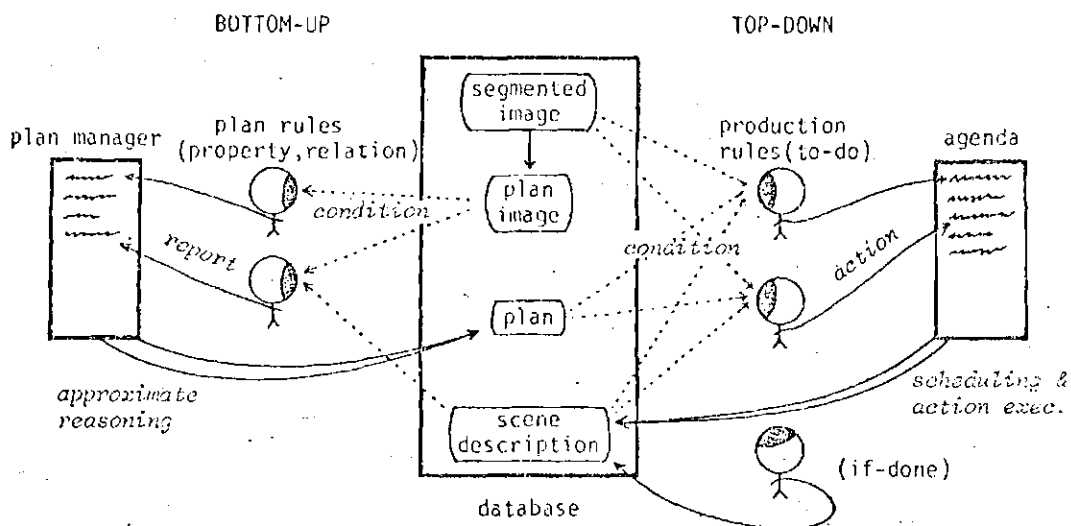 BOTTOM-UP
TOP-DOWN
plan manager
plan rules
(property,relation)
segmented
image
production
rules(to-do)
agenda
plan
image
condition
condition
report
action
plan
approximate
reasoning
scheduling &
action exec.
scene
description
(if-done)
database